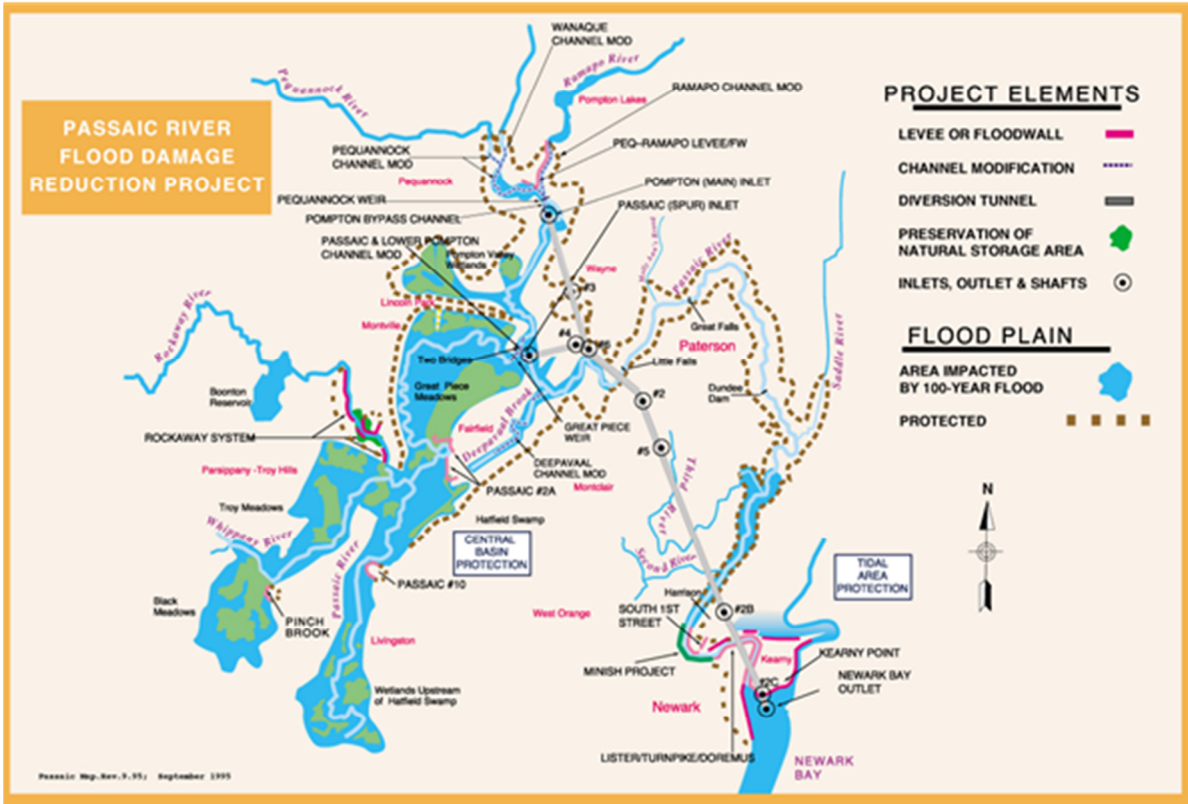 WANAQUE
CHANNEL MOD
Ramapo River
Pequannock River
Pompton Lakes
RAMAPO CHANNEL MOD
PASSAIC RIVER
FLOOD DAMAGE
REDUCTION PROJECT
PEQUANNOCK
CHANNEL MOD
PEQ-RAMAPO LEVEE/FW
Pequannock
POMPTON (MAIN) INLET
PEQUANNOCK WEIR
PASSAIC (SPUR) INLET
POMPTON BYPASS CHANNEL
PASSAIC & LOWER POMPTON
CHANNEL MOD
Pompton Valley
Wetlands
Wayne
Passaic River
#3
Lincoln Park
Montville
Rockaway River
Great Falls
#4
Paterson
Two Bridges
Little Falls
Saddle River
Boonton
Reservoir
Great Piece
Meadows
Dundee
Dam
#2
Deepavaal Brook
Fairfield
GREAT PIECE
WEIR
ROCKAWAY SYSTEM
#5
DEEPAVAAL
CHANNEL MOD
Parsippany -Troy Hills
PASSAIC #2A
Montclair
Third
River
Troy Meadows
Hatfield Swamp
Whippany River
CENTRAL
BASIN
PROTECTION
Passaic River
Second River
TIDAL
AREA
PROTECTION
PASSAIC #10
Harrison
Black
Meadows
#2B
SOUTH 1ST
STREET
West Orange
PINCH
BROOK
Livingston
KEARNY POINT
Kearny
MINISH PROJECT
NEWARK BAY
OUTLET
#2C
Wetlands Upstream
of Hatfield Swamp
Newark
LISTER/TURNPIKE/DOREMUS
NEWARK
BAY
Passaic Map.Nov.9.95; September 1995
PROJECT ELEMENTS
LEVEE OR FLOODWALL
CHANNEL MODIFICATION
DIVERSION TUNNEL
PRESERVATION OF
NATURAL STORAGE AREA
INLETS, OUTLET & SHAFTS
FLOOD PLAIN
AREA IMPACTED
BY 100-YEAR FLOOD
PROTECTED
N